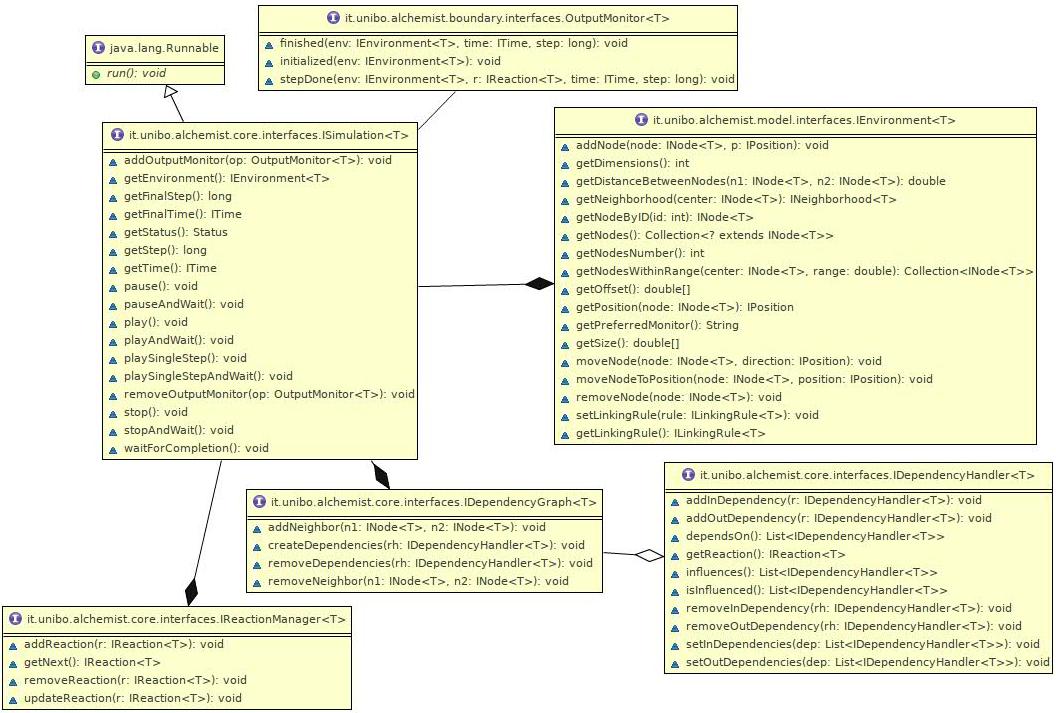 it.unibo.alchemist.boundary.interfaces.OutputMonitor<T>
finished(env: IEnvironment<T>, time: ITime, step: long): void
initialized(env: IEnvironment<T>): void
stepDone(env: IEnvironment<T>, r: IReaction<T>, time: ITime, step: long): void
java.lang.Runnable
run(): void
it.unibo.alchemist.core.interfaces.ISimulation<T>
addOutputMonitor(op: OutputMonitor<T>): void
getEnvironment(): IEnvironment<T>
getFinalStep(): long
getFinalTime(): ITime
getStatus(): Status
getStep(): long
getTime(): ITime
pause(): void
pauseAndWait(): void
play(): void
playAndWait(): void
playSingleStep(): void
playSingleStepAndWait(): void
removeOutputMonitor(op: OutputMonitor<T>): void
stop(): void
stopAndWait(): void
waitForCompletion(): void
it.unibo.alchemist.model.interfaces.IEnvironment<T>
addNode(node: INode<T>, p: IPosition): void
getDimensions(): int
getDistanceBetweenNodes(n1: INode<T>, n2: INode<T>): double
getNeighborhood(center: INode<T>): INeighborhood<T>
getNodeByID(id: int): INode<T>
getNodes(): Collection<? extends INode<T>>
getNodesNumber(): int
getNodesWithinRange(center: INode<T>, range: double): Collection<INode<T>>
getOffset(): double[]
getPosition(node: INode<T>): IPosition
getPreferredMonitor(): String
getSize(): double[]
moveNode(node: INode<T>, direction: IPosition): void
moveNodeToPosition(node: INode<T>, position: IPosition): void
removeNode(node: INode<T>): void
setLinkingRule(rule: ILinkingRule<T>): void
getLinkingRule(): ILinkingRule<T>
it.unibo.alchemist.core.interfaces.IDependencyGraph<T>
addNeighbor(n1: INode<T>, n2: INode<T>): void
createDependencies(rh: IDependencyHandler<T>): void
removeDependencies(rh: IDependencyHandler<T>): void
removeNeighbor(n1: INode<T>, n2: INode<T>): void
it.unibo.alchemist.core.interfaces.IDependencyHandler<T>
addInDependency(r: IDependencyHandler<T>): void
addOutDependency(r: IDependencyHandler<T>): void
dependsOn(): List<IDependencyHandler<T>>
getReaction(): IReaction<T>
influences(): List<IDependencyHandler<T>>
isInfluenced(): List<IDependencyHandler<T>>
removeInDependency(rh: IDependencyHandler<T>): void
removeOutDependency(rh: IDependencyHandler<T>): void
setInDependencies(dep: List<IDependencyHandler<T>>): void
setOutDependencies(dep: List<IDependencyHandler<T>>): void
it.unibo.alchemist.core.interfaces.IReactionManager<T>
addReaction(r: IReaction<T>): void
getNext(): IReaction<T>
removeReaction(r: IReaction<T>): void
updateReaction(r: IReaction<T>): void